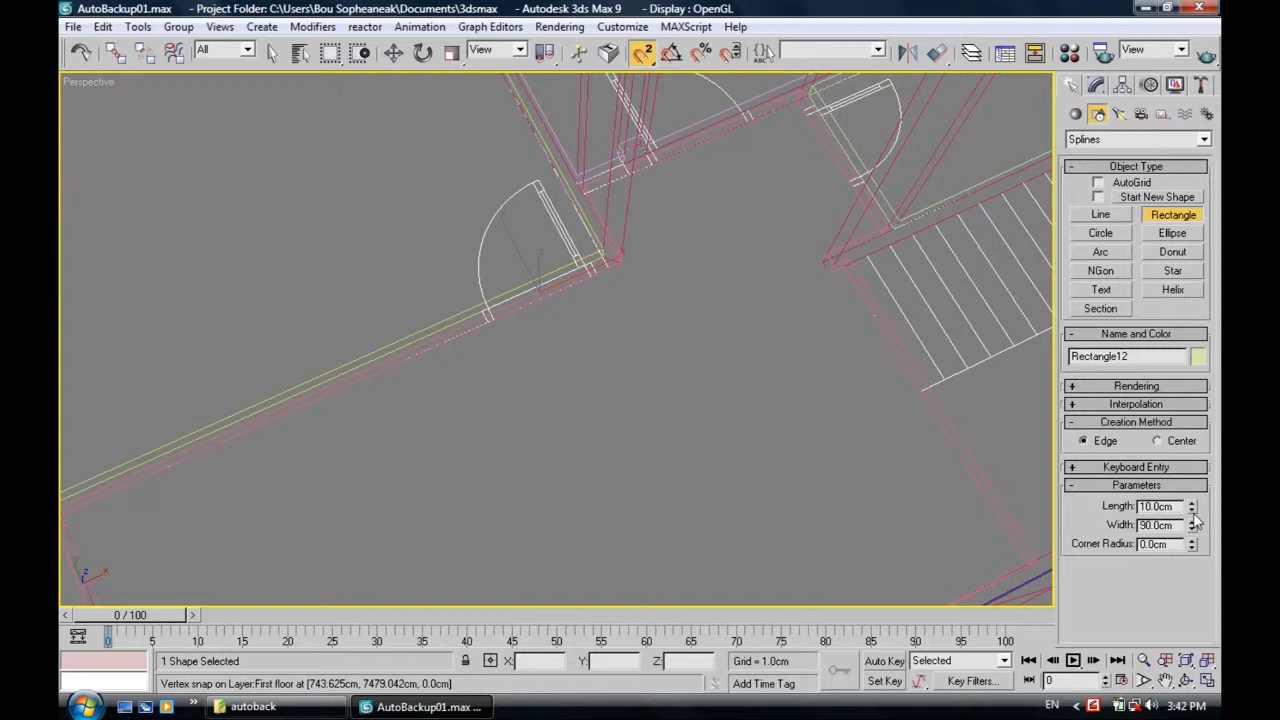 AutoBackup01.max - Project Folder: C:\Users\Bou Sopheaneak\Documents\3dsmax - Autodesk 3ds Max 9 - Display : OpenGL
File Edit Tools Group Views Create Modifiers reactor Animation Graph Editors Rendering Customize MAXScript Help
All View View
Perspective
Splines
Object Type
AutoGrid
Start New Shape
Line Rectangle
Circle Ellipse
Arc Donut
NGon Star
Text Helix
Section
Name and Color
Rectangle12
Rendering
Interpolation
Creation Method
Edge Center
Keyboard Entry
Parameters
Length: 10.0cm
Width: 90.0cm
Corner Radius: 0.0cm
x
z
0 / 100
0 5 10 15 20 25 30 35 40 45 50 55 60 65 70 75 80 85 90 95 100
1 Shape Selected X: Y: Z: Grid = 1.0cm Auto Key Selected
Vertex snap on Layer:First floor at [743.625cm, 7479.042cm, 0.0cm] Add Time Tag Set Key Key Filters... 0
autoback AutoBackup01.max ... EN 3:42 PM